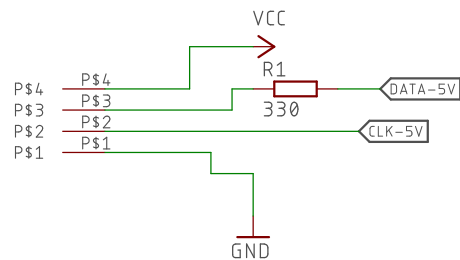 VCC
P$4 P$4 R1 DATA-5V
P$3 P$3 330
P$2 P$2 CLK-5V
P$1 P$1
GND